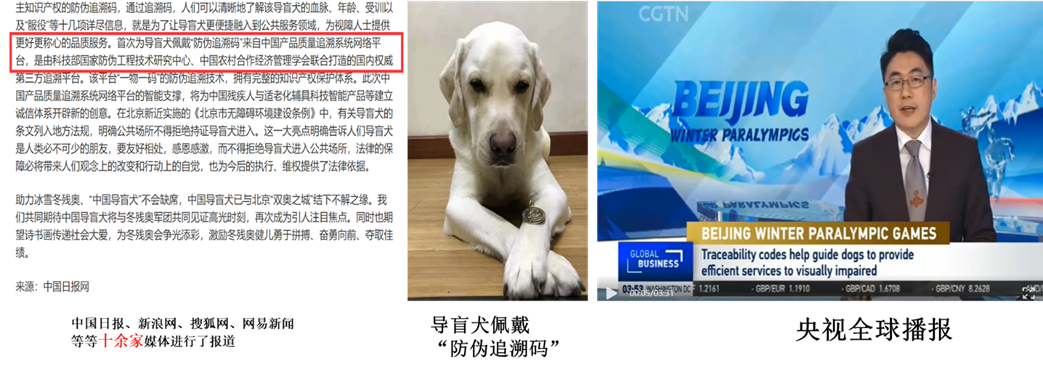 主知识产权的防伪追溯码，通过追溯码，人们可以清晰地了解该导盲犬的血脉、年龄、受训以
及“服役”等十几项详尽信息，就是为了让导盲犬更便捷融入到公共服务领域，为视障人士提供
更好更称心的品质服务。首次为导盲犬佩戴“防伪追溯码”来自中国产品质量追溯系统网络平
台，是由科技部国家防伪工程技术研究中心、中国农村合作经济管理学会联合打造的国内权威
第三方追溯平台。该平台“一物一码”的防伪追溯技术，拥有完整的知识产权保护体系。此次中
国产品质量追溯系统网络平台的智能支撑，将为中国残疾人与适老化辅具科技智能产品等建立
诚信体系开辟新的创意。在北京新近实施的《北京市无障碍环境建设条例》中，有关导盲犬的
条文列入地方法规，明确公共场所不得拒绝持证导盲犬进入。这一大亮点明确告诉人们导盲犬
是人类必不可少的朋友，要友好相处，感恩感激，而不得拒绝导盲犬进入公共场所，法律的保
障必将带来人们观念上的改变和行动上的自觉，也为今后的执行、维权提供了法律依据。
助力冰雪冬残奥、“中国导盲犬”不会缺席，中国导盲犬已与北京“双奥之城”结下不解之缘。我
们共同期待中国导盲犬将与冬残奥军团共同见证高光时刻，再次成为引人注目焦点。同时也期
望诗书画传递社会大爱，为冬残奥会争光添彩，激励冬残奥健儿勇于拼搏、奋勇向前、夺取佳
绩。
来源：中国日报网
中国日报、新浪网、搜狐网、网易新闻
等等十余家媒体进行了报道
导盲犬佩戴
“防伪追溯码”
CGTN
BEIJING
WINTER PARALYMPICS
WINTER PARALYMPICS
BEIJING WINTER PARALYMPIC GAMES
GLOBAL
BUSINESS
Traceability codes help guide dogs to provide
efficient services to visually impaired
03:53 WASHINGTON DC 1.2161 GBP/EUR 1.1910 GBP/CAD 1.6708 GBP/CNY 8.2628
00:05/03:31
央视全球播报